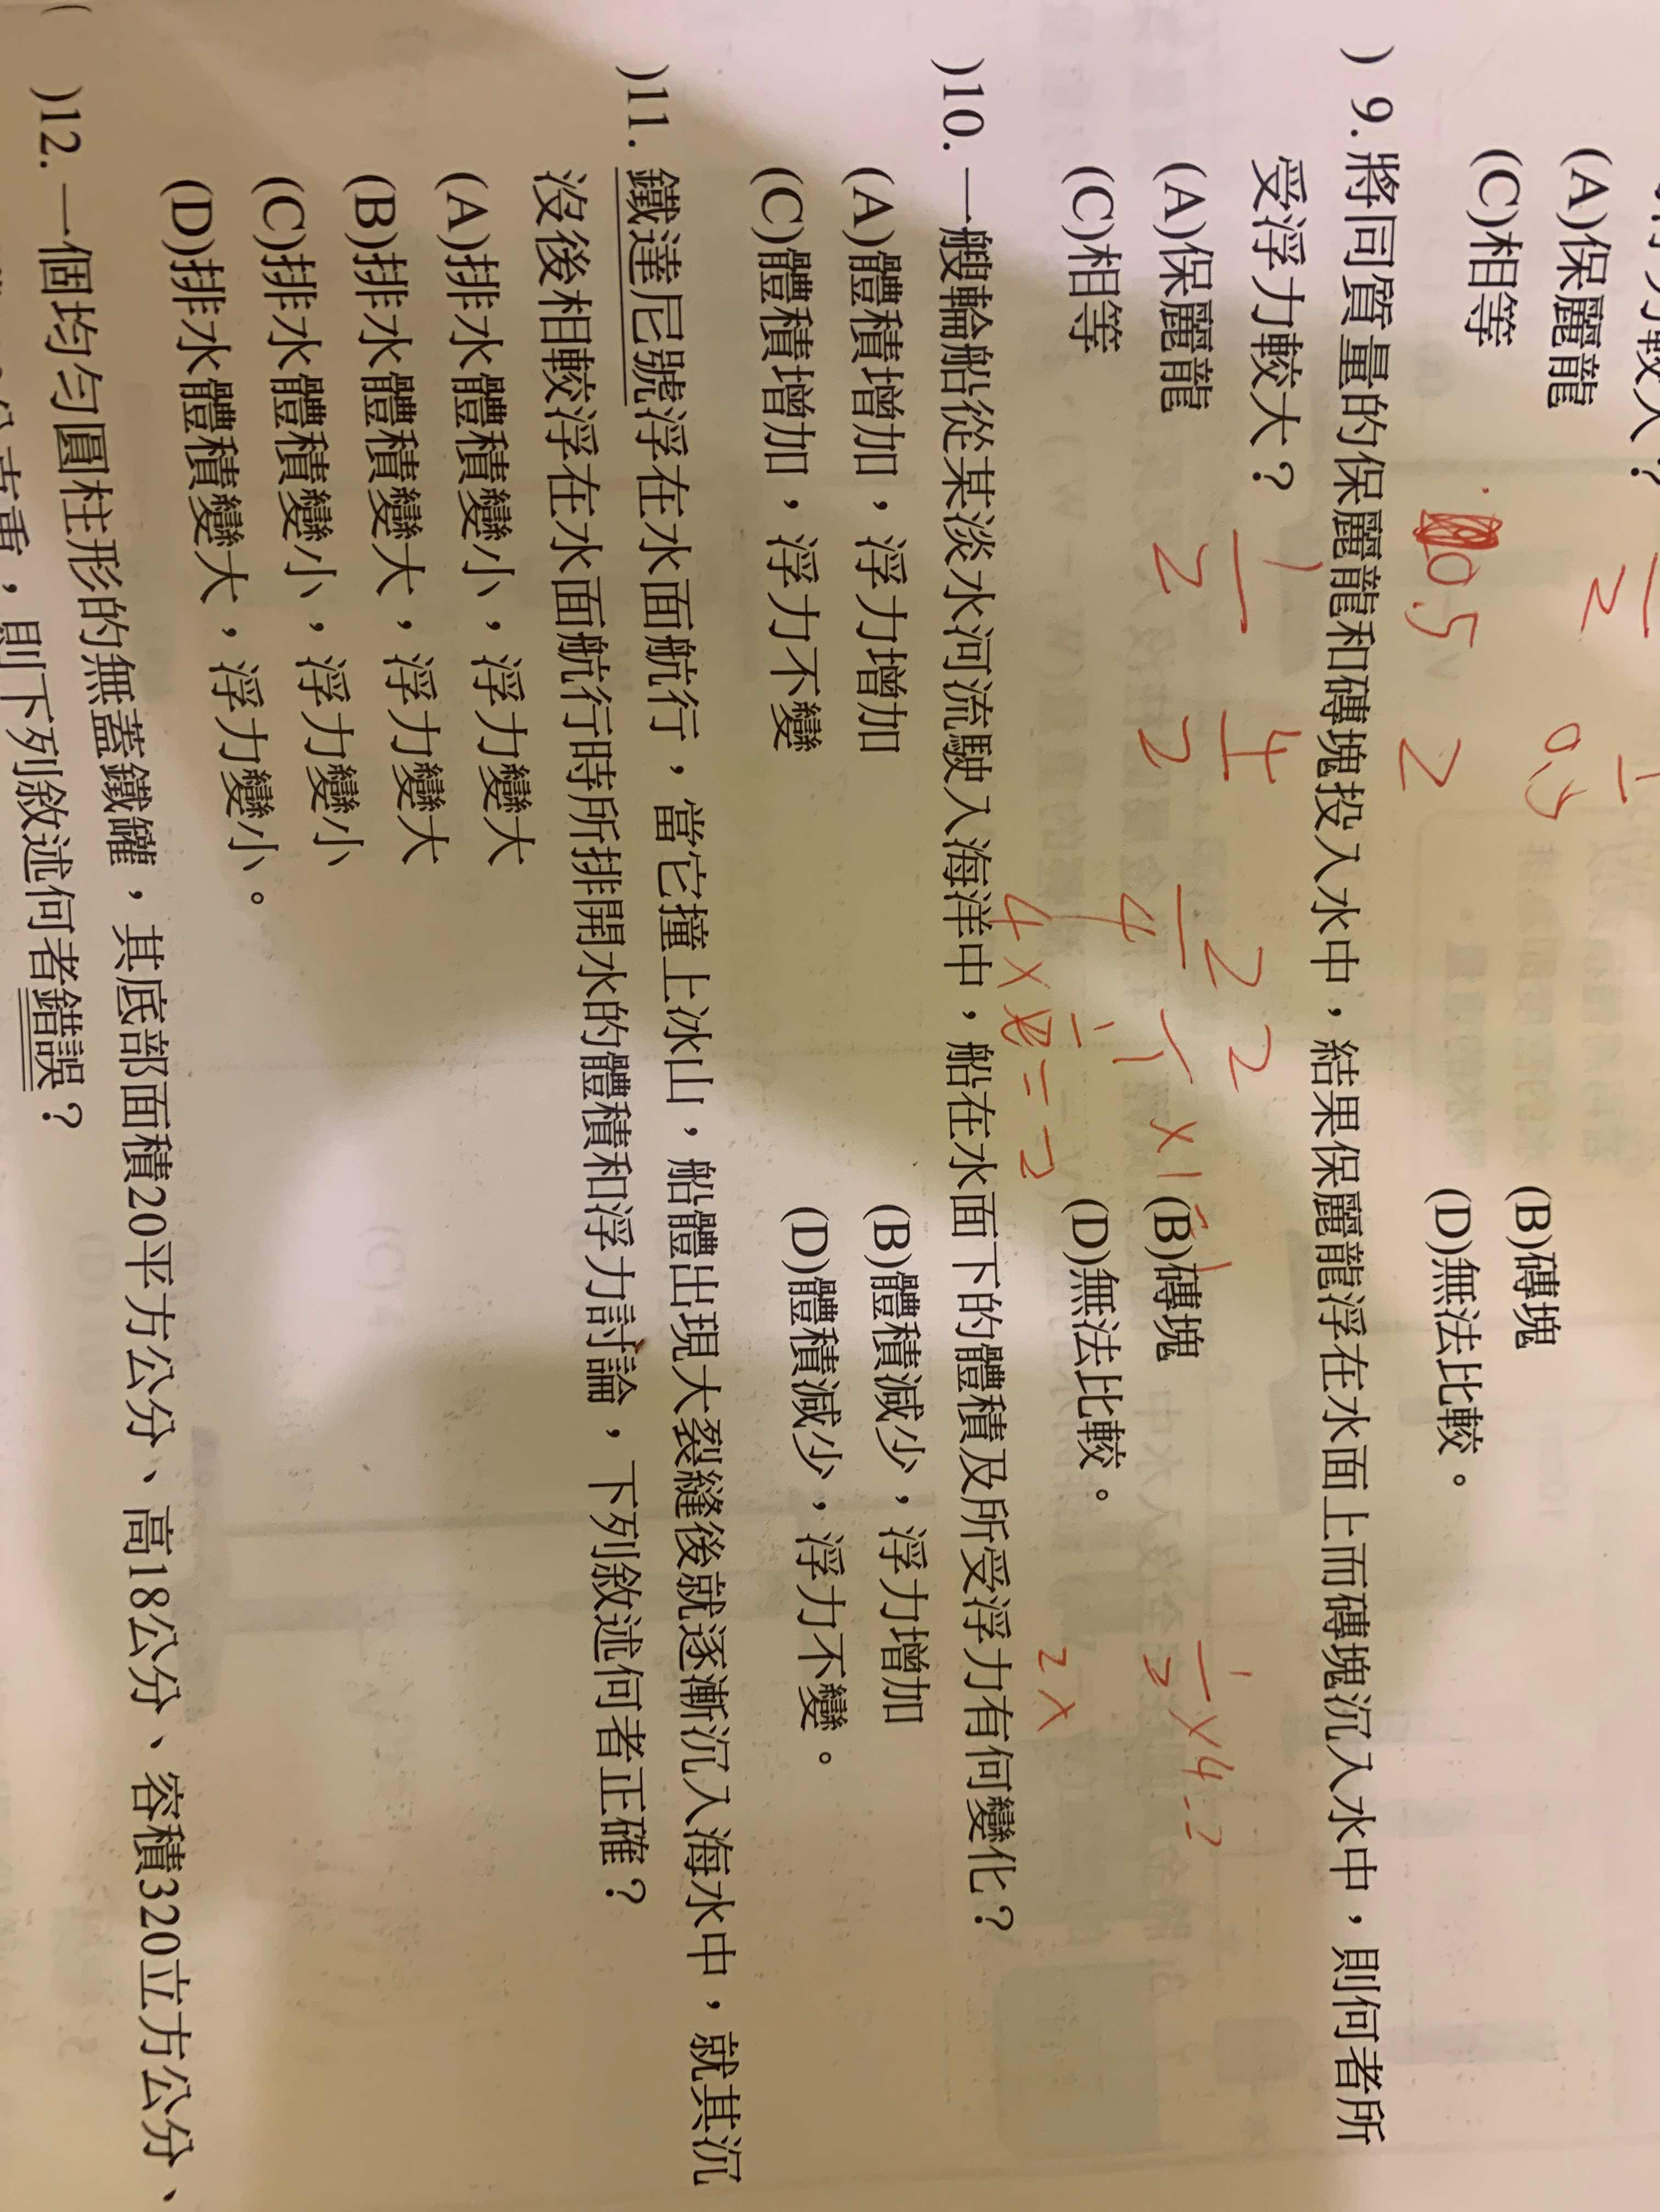 (A)保麗龍
(B)磚塊
(C)相等
(D)無法比較。
0.5
2
) 9. 將同質量的保麗龍和磚塊投入水中，結果保麗龍浮在水面上而磚塊沉入水中，則何者所
受浮力較大？
(A)保麗龍
(B)磚塊
(C)相等
(D)無法比較。
)10. 一艘輪船從某淡水河流駛入海洋中，船在水面下的體積及所受浮力有何變化？
(A)體積增加，浮力增加
(B)體積減少，浮力增加
(C)體積增加，浮力不變
(D)體積減少，浮力不變。
)11. 鐵達尼號浮在水面航行，當它撞上冰山，船體出現大裂縫後就逐漸沉入海水中，就其沉
沒後相較浮在水面航行時所排開水的體積和浮力討論，下列敘述何者正確？
(A)排水體積變小，浮力變大
(B)排水體積變大，浮力變大
(C)排水體積變小，浮力變小
(D)排水體積變大，浮力變小。
)12. 一個均勻圓柱形的無蓋鐵罐，其底部面積20平方公分、高18公分、容積320立方公分、
則下列敘述何者錯誤？